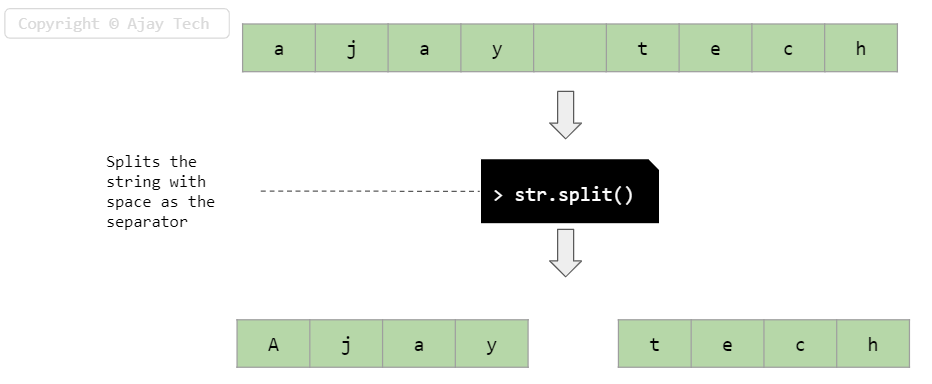 Copyright © Ajay Tech
a j a y t e c h
Splits the
string with
space as the
separator
> str.split()
A j a y t e c h